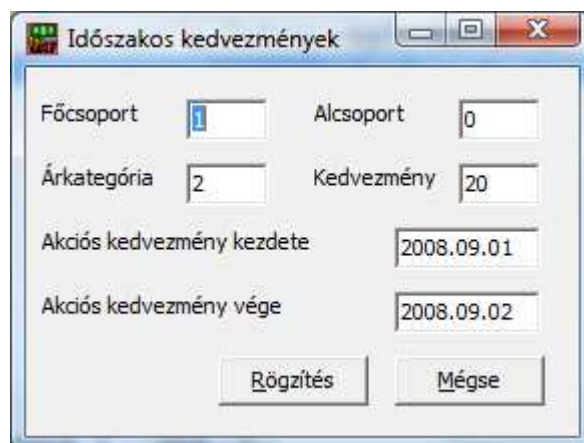 Időszakos kedvezmények
Főcsoport 1 Alcsoport 0
Árkategória 2 Kedvezmény 20
Akciós kedvezmény kezdete 2008.09.01
Akciós kedvezmény vége 2008.09.02
Rögzítés Mégse